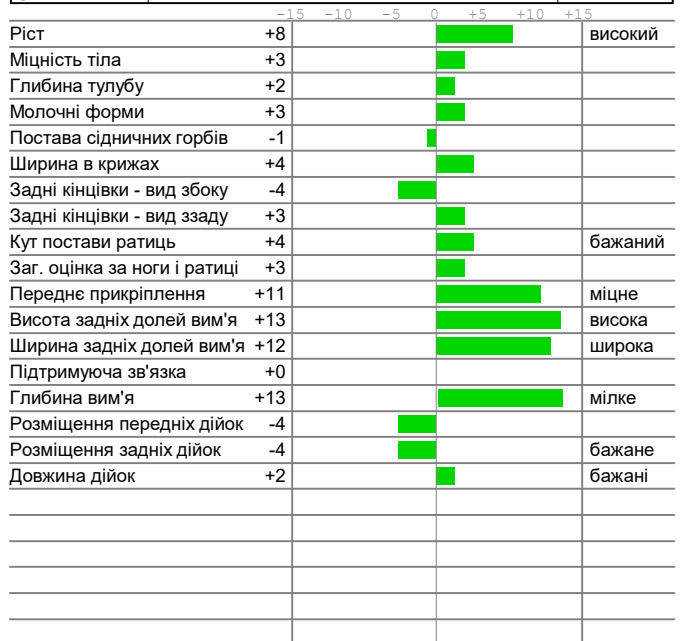 -15 -10 -5 0 +5 +10 +15
Ріст +8 високий
Міцність тіла +3
Глибина тулубу +2
Молочні форми +3
Постава сідничних горбів -1
Ширина в крижах +4
Задні кінцівки - вид збоку -4
Задні кінцівки - вид ззаду +3
Кут постави ратиць +4 бажаний
Заг. оцінка за ноги і ратиці +3
Переднє прикріплення +11 міцне
Висота задніх долей вим'я +13 висока
Ширина задніх долей вим'я +12 широка
Підтримуюча зв'язка +0
Глибина вим'я +13 мілке
Розміщення передніх дійок -4
Розміщення задніх дійок -4 бажане
Довжина дійок +2 бажані